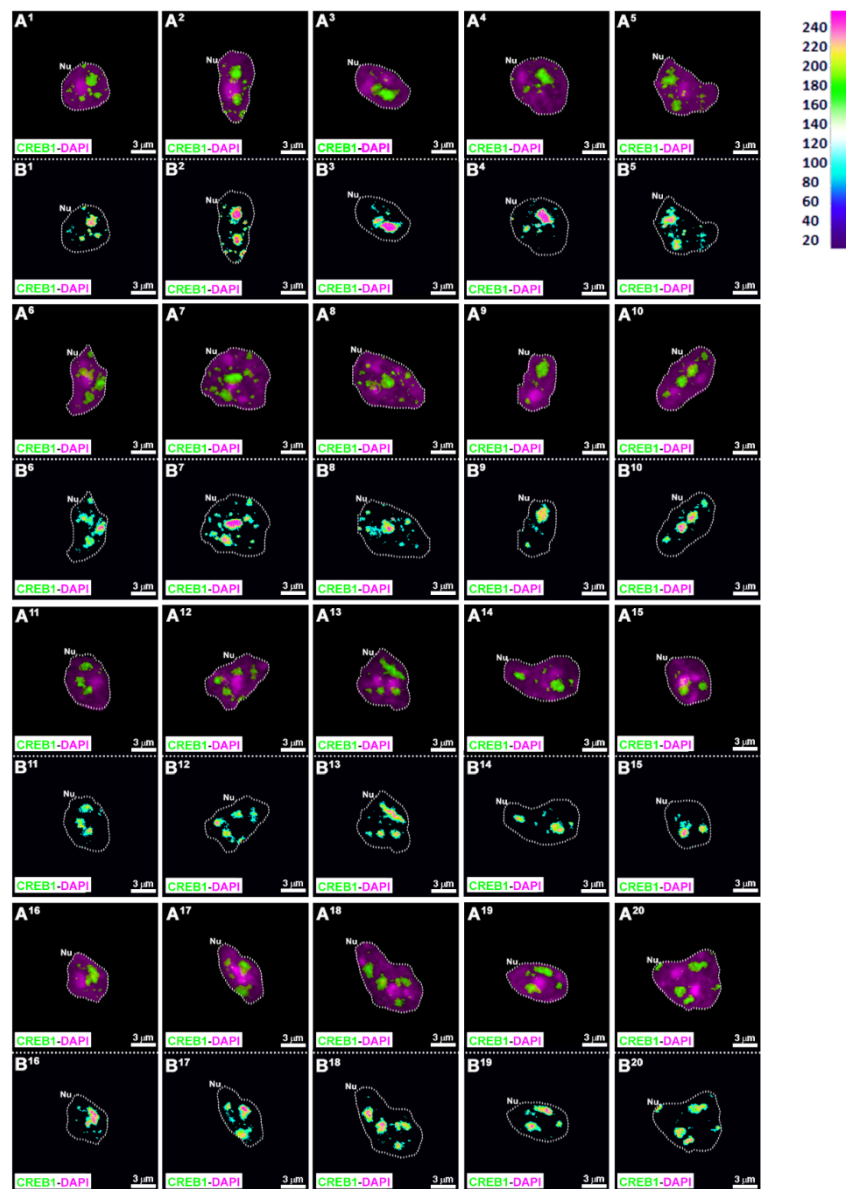 A1 A2 A3 A4 A5
Nu Nu Nu Nu Nu
CREB1-DAPI 3 μm CREB1-DAPI 3 μm CREB1-DAPI 3 μm CREB1-DAPI 3 μm CREB1-DAPI 3 μm
B1 B2 B3 B4 B5
Nu Nu Nu Nu Nu
CREB1-DAPI 3 μm CREB1-DAPI 3 μm CREB1-DAPI 3 μm CREB1-DAPI 3 μm CREB1-DAPI 3 μm
240
220
200
180
160
140
120
100
80
60
40
20
A6 A7 A8 A9 A10
Nu Nu Nu Nu Nu
CREB1-DAPI 3 μm CREB1-DAPI 3 μm CREB1-DAPI 3 μm CREB1-DAPI 3 μm CREB1-DAPI 3 μm
B6 B7 B8 B9 B10
Nu Nu Nu Nu Nu
CREB1-DAPI 3 μm CREB1-DAPI 3 μm CREB1-DAPI 3 μm CREB1-DAPI 3 μm CREB1-DAPI 3 μm
A11 A12 A13 A14 A15
Nu Nu Nu Nu Nu
CREB1-DAPI 3 μm CREB1-DAPI 3 μm CREB1-DAPI 3 μm CREB1-DAPI 3 μm CREB1-DAPI 3 μm
B11 B12 B13 B14 B15
Nu Nu Nu Nu Nu
CREB1-DAPI 3 μm CREB1-DAPI 3 μm CREB1-DAPI 3 μm CREB1-DAPI 3 μm CREB1-DAPI 3 μm
A16 A17 A18 A19 A20
Nu Nu Nu Nu Nu
CREB1-DAPI 3 μm CREB1-DAPI 3 μm CREB1-DAPI 3 μm CREB1-DAPI 3 μm CREB1-DAPI 3 μm
B16 B17 B18 B19 B20
Nu Nu Nu Nu Nu
CREB1-DAPI 3 μm CREB1-DAPI 3 μm CREB1-DAPI 3 μm CREB1-DAPI 3 μm CREB1-DAPI 3 μm